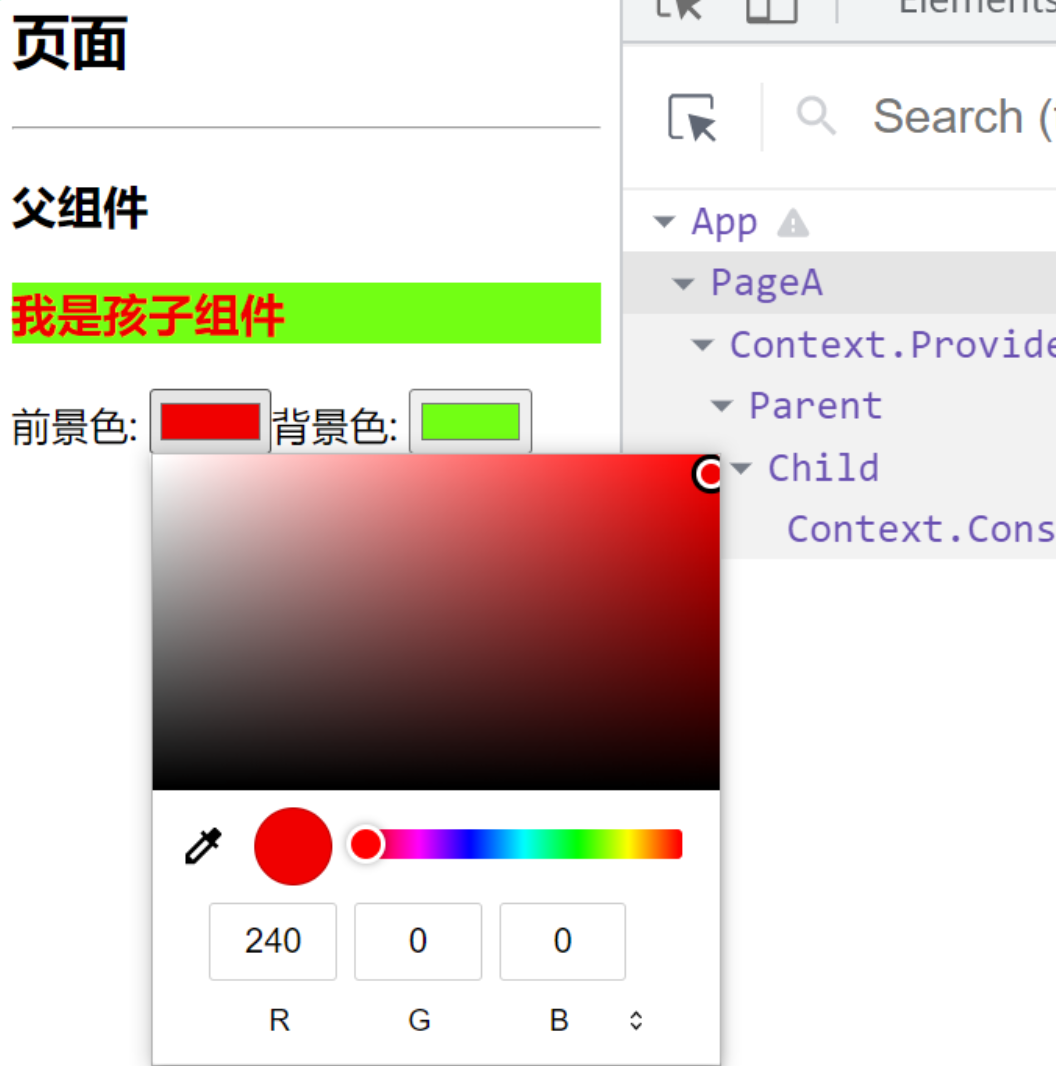 页面
父组件
我是孩子组件
前景色: 背景色:
240 0 0
R G B
Elements
Search (
App
PageA
Context.Provide
Parent
Child
Context.Cons